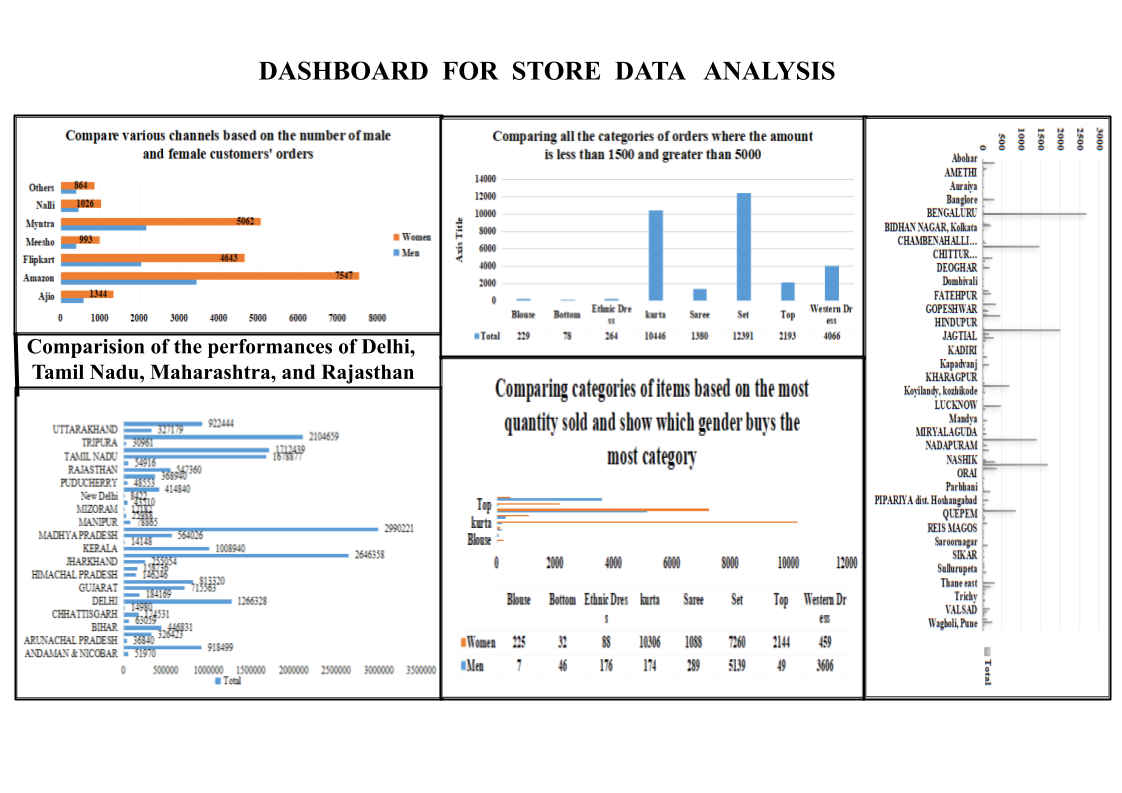 DASHBOARD FOR STORE DATA ANALYSIS
Compare various channels based on the number of male
and female customers' orders
Others 864
Nalli 1026
Myntra 5062
Meesho 993
Flipkart 4643
Amazon 7547
Ajio 1344
0 1000 2000 3000 4000 5000 6000 7000 8000
Women
Men
Comparision of the performances of Delhi,
Tamil Nadu, Maharashtra, and Rajasthan
922444
UTTARAKHAND 327179
2104659
TRIPURA 30961
1712439
TAMIL NADU 1678877
54916
RAJASTHAN 547360
368940
PUDUCHERRY 48553
414840
New Delhi 8422
MIZORAM
MANIPUR 78865
2990221
MADHYA PRADESH 564026
14148
KERALA 1008940
2646358
JHARKHAND 255054
HIMACHAL PRADESH 146246
813320
GUJARAT 715563
184169
DELHI 1266328
14980
CHHATTISGARH 174531
63059
BIHAR 446831
326423
ARUNACHAL PRADESH 36840
918499
ANDAMAN & NICOBAR 51970
0 500000 1000000 1500000 2000000 2500000 3000000 3500000
Total
Comparing all the categories of orders where the amount
is less than 1500 and greater than 5000
Axis Title
14000
12000
10000
8000
6000
4000
2000
0
Blouse Bottom Ethnic Dre kurta Saree Set Top Western Dr
ss ess
Total 229 78 264 10446 1380 12391 2193 4066
Comparing categories of items based on the most
quantity sold and show which gender buys the
most category
Top
kurta
Blouse
0 2000 4000 6000 8000 10000 12000
Blouse Bottom Ethnic Dres kurta Saree Set Top Western Dr
s ess
Women 225 32 88 10306 1088 7260 2144 459
Men 7 46 176 174 289 5139 49 3606
0 500 1000 1500 2000 2500 3000
Abohar
AMETHI
Auraiya
Banglore
BENGALURU
BIDHAN NAGAR, Kolkata
CHAMBENAHALLI...
CHITTUR...
DEOGHAR
Dombivali
FATEHPUR
GOPESHWAR
HINDUPUR
JAGTIAL
KADIRI
Kapadvanj
KHARAGPUR
Koyilandy, kozhikode
LUCKNOW
Mandya
MIRYALAGUDA
NADAPURAM
NASHIK
ORAI
Parbhani
PIPARIYA dist. Hoshangabad
QUEPEM
REIS MAGOS
Saroornagar
SIKAR
Sullurupeta
Thane east
Trichy
VALSAD
Wagholi, Pune
Total